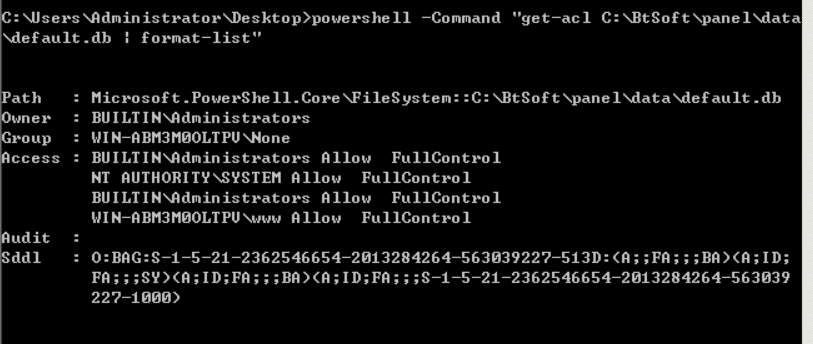 C:\Users\Administrator\Desktop>powershell -Command "get-acl C:\BtSoft\panel\data
\default.db | format-list"
Path   : Microsoft.PowerShell.Core\FileSystem::C:\BtSoft\panel\data\default.db
Owner  : BUILTIN\Administrators
Group  : WIN-ABM3M0OLTPV\None
Access : BUILTIN\Administrators Allow  FullControl
         NT AUTHORITY\SYSTEM Allow  FullControl
         BUILTIN\Administrators Allow  FullControl
         WIN-ABM3M0OLTPV\www Allow  FullControl
Audit  :
Sddl   : O:BAG:S-1-5-21-2362546654-2013284264-563039227-513D:(A;;FA;;;BA)(A;ID;
         FA;;;SY)(A;ID;FA;;;BA)(A;ID;FA;;;S-1-5-21-2362546654-2013284264-563039
         227-1000)